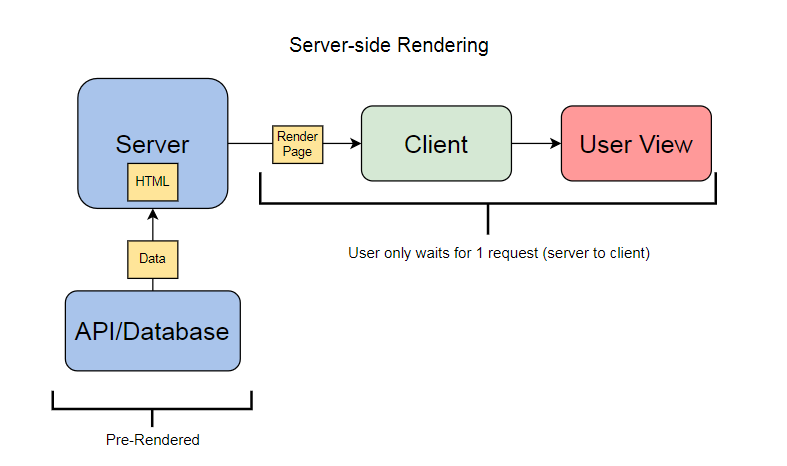 Server-side Rendering
Server
HTML
Render
Page
Client
User View
User only waits for 1 request (server to client)
Data
API/Database
Pre-Rendered